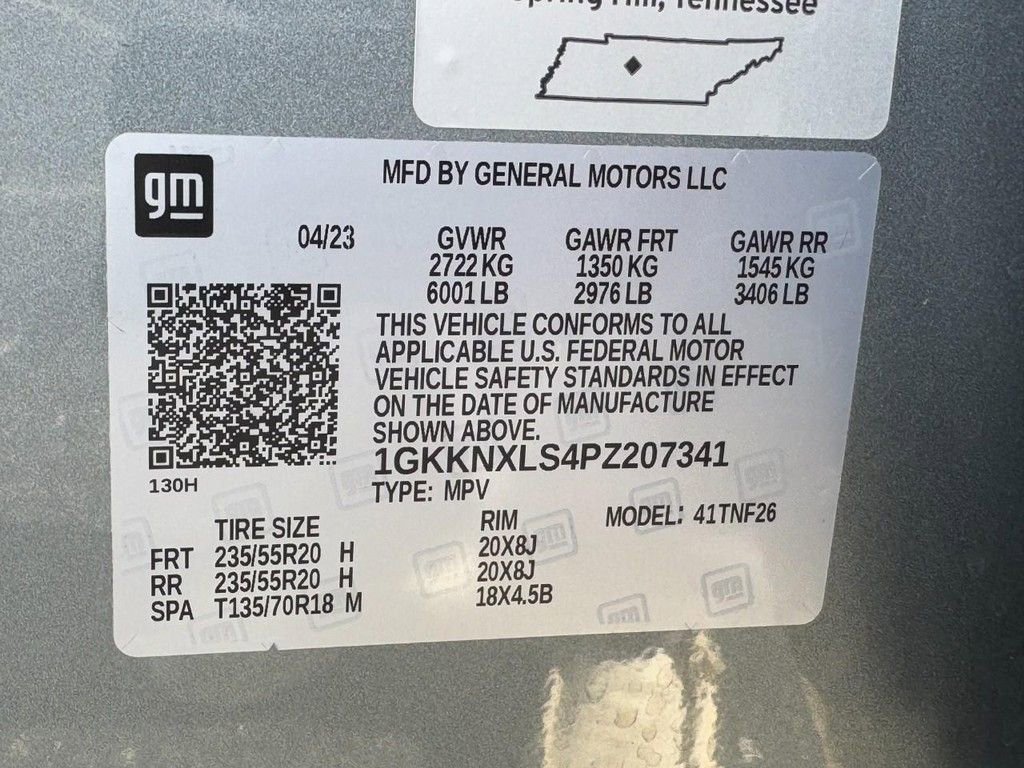 Spring Hill, Tennessee
gm
MFD BY GENERAL MOTORS LLC
04/23
GVWR GAWR FRT GAWR RR
2722 KG 1350 KG 1545 KG
6001 LB 2976 LB 3406 LB
THIS VEHICLE CONFORMS TO ALL
APPLICABLE U.S. FEDERAL MOTOR
VEHICLE SAFETY STANDARDS IN EFFECT
ON THE DATE OF MANUFACTURE
SHOWN ABOVE.
1GKKNXLS4PZ207341
130H
TYPE: MPV
MODEL: 41TNF26
TIRE SIZE RIM
FRT 235/55R20 H 20X8J
RR 235/55R20 H 20X8J
SPA T135/70R18 M 18X4.5B